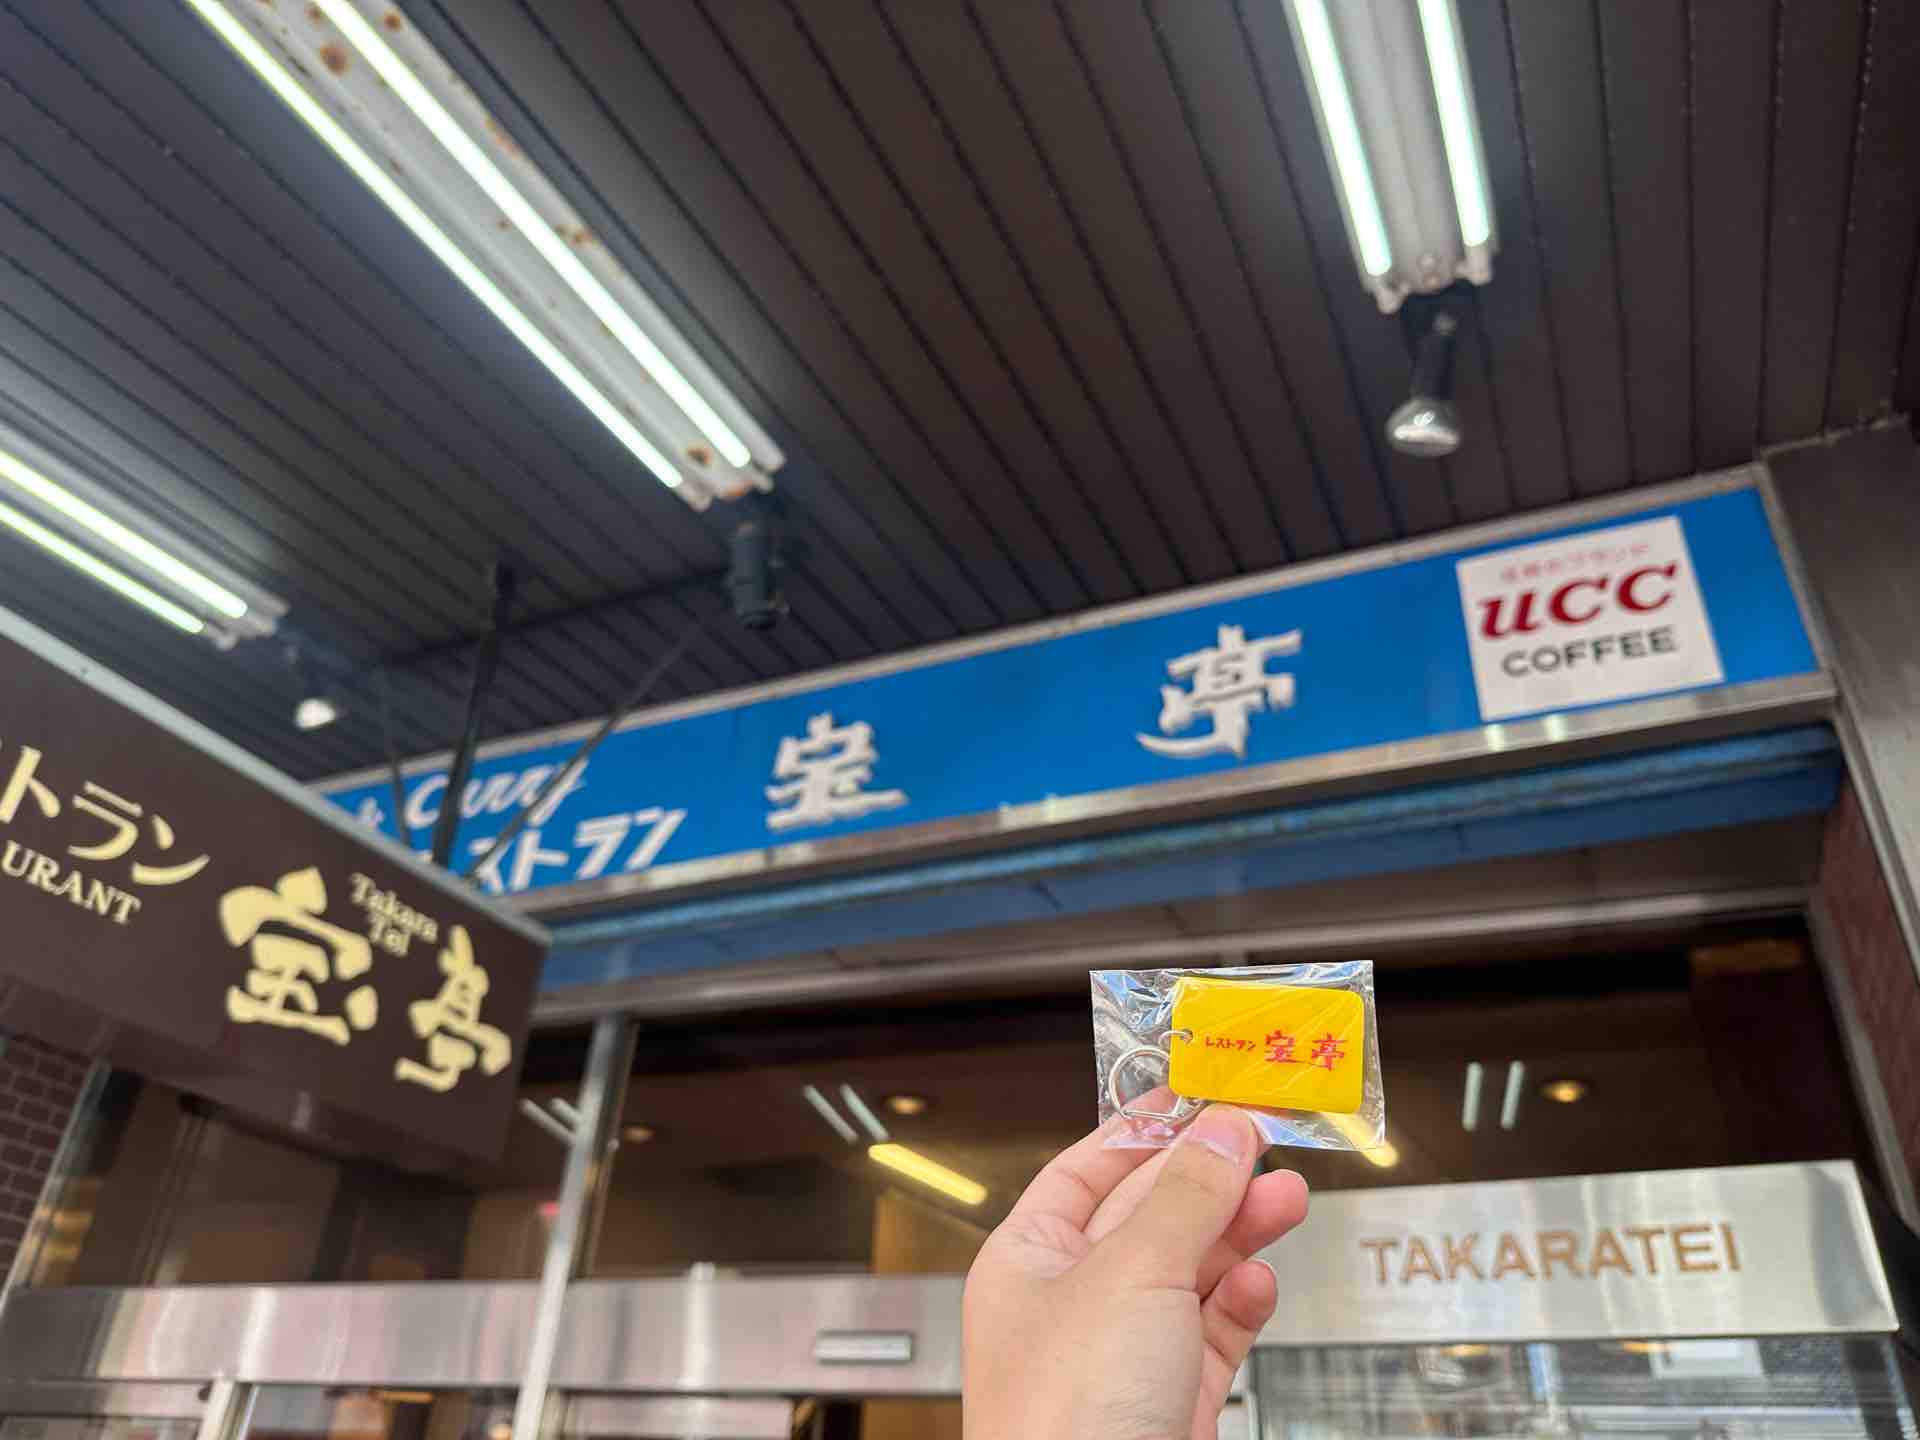 Curry
レストラン
宝亭
UCC
COFFEE
トラン
URANT
宝亭
Takara
Tei
レストラン 宝亭
TAKARATEI